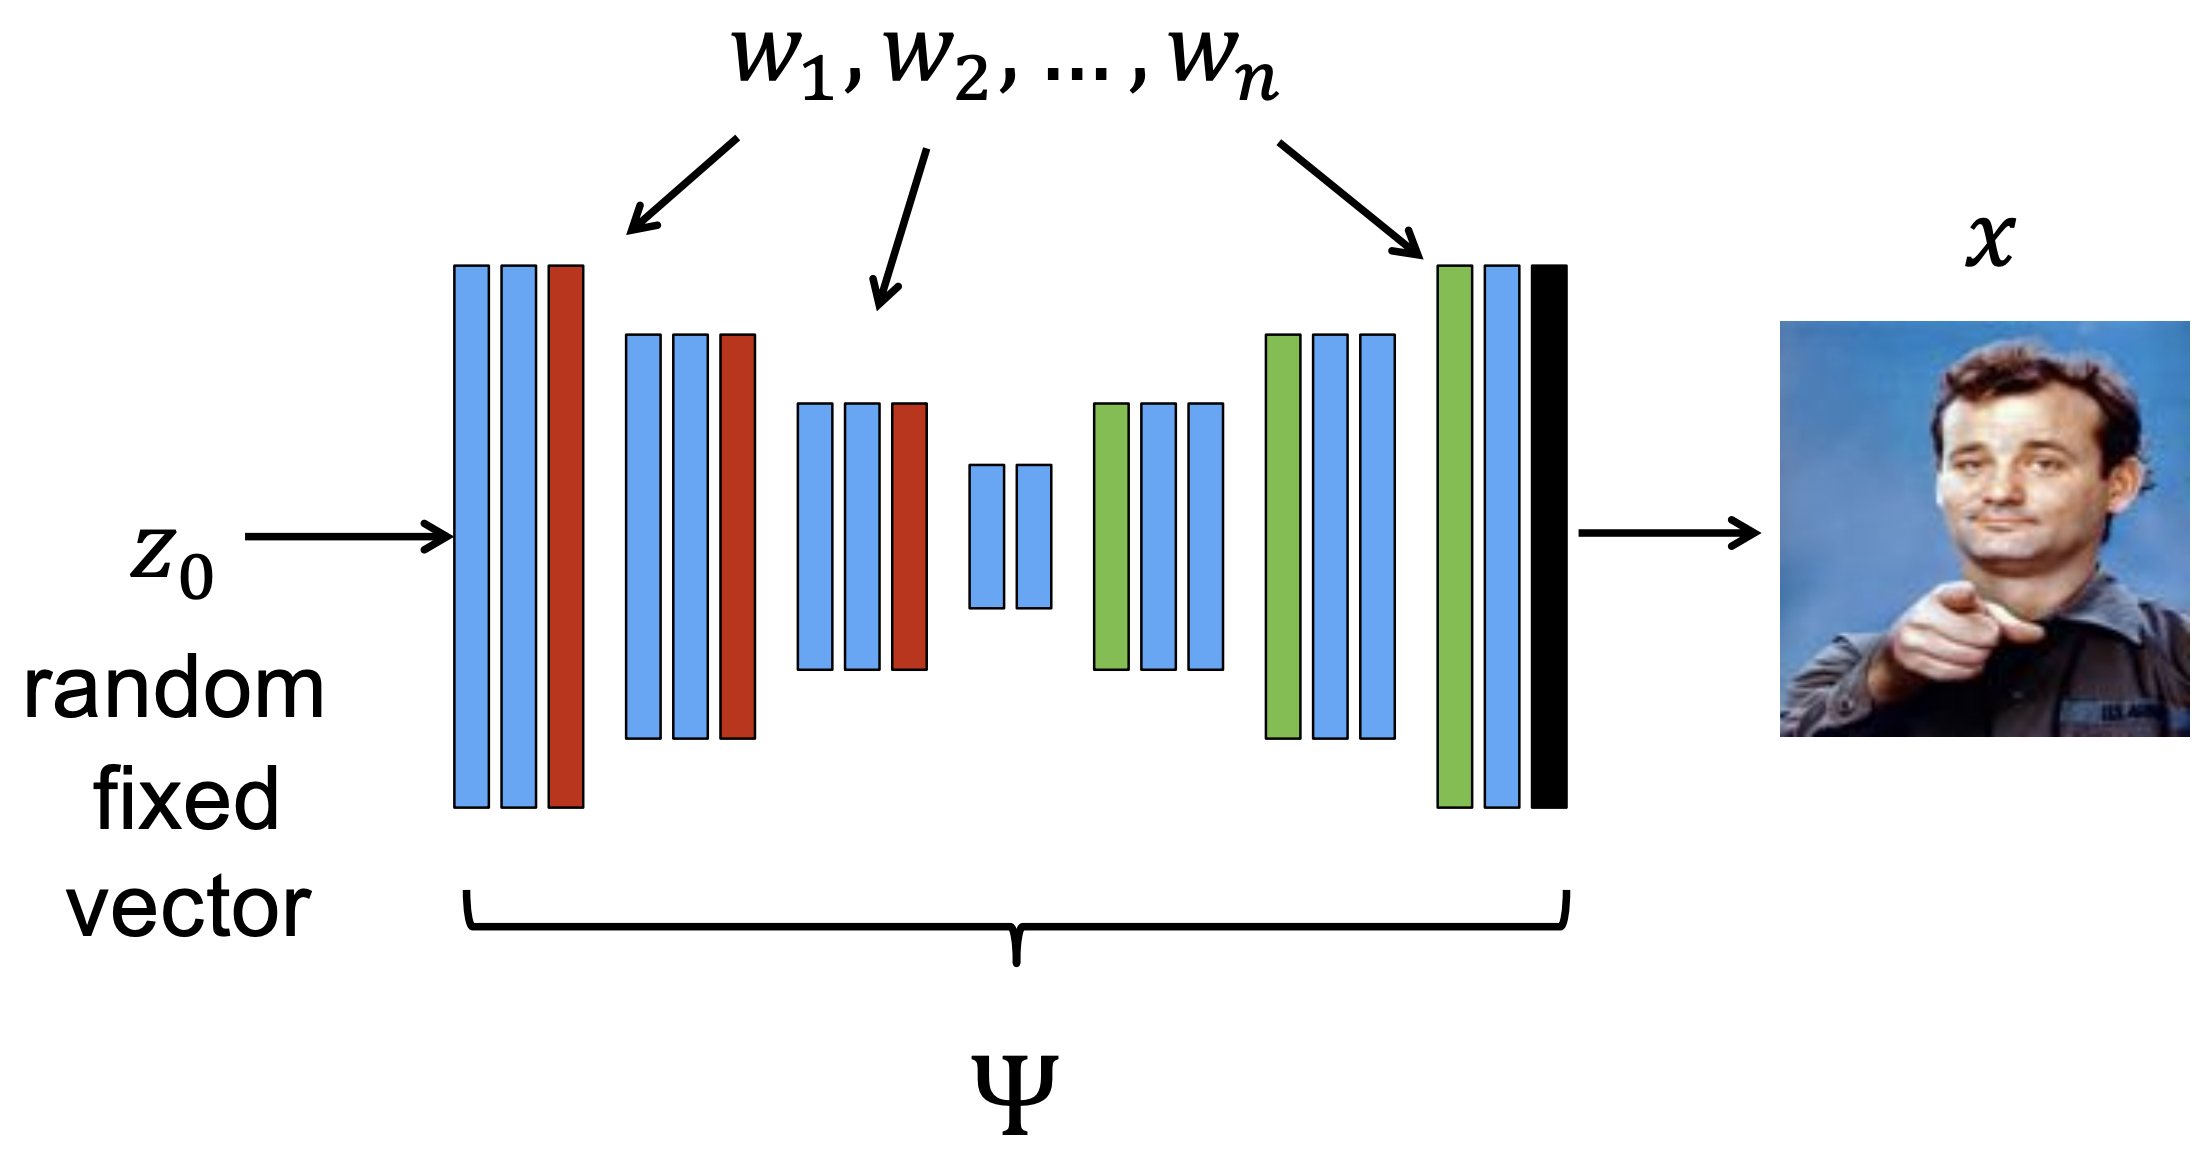 w₁, w₂, … , wₙ
x
z₀
random
fixed
vector
Ψ